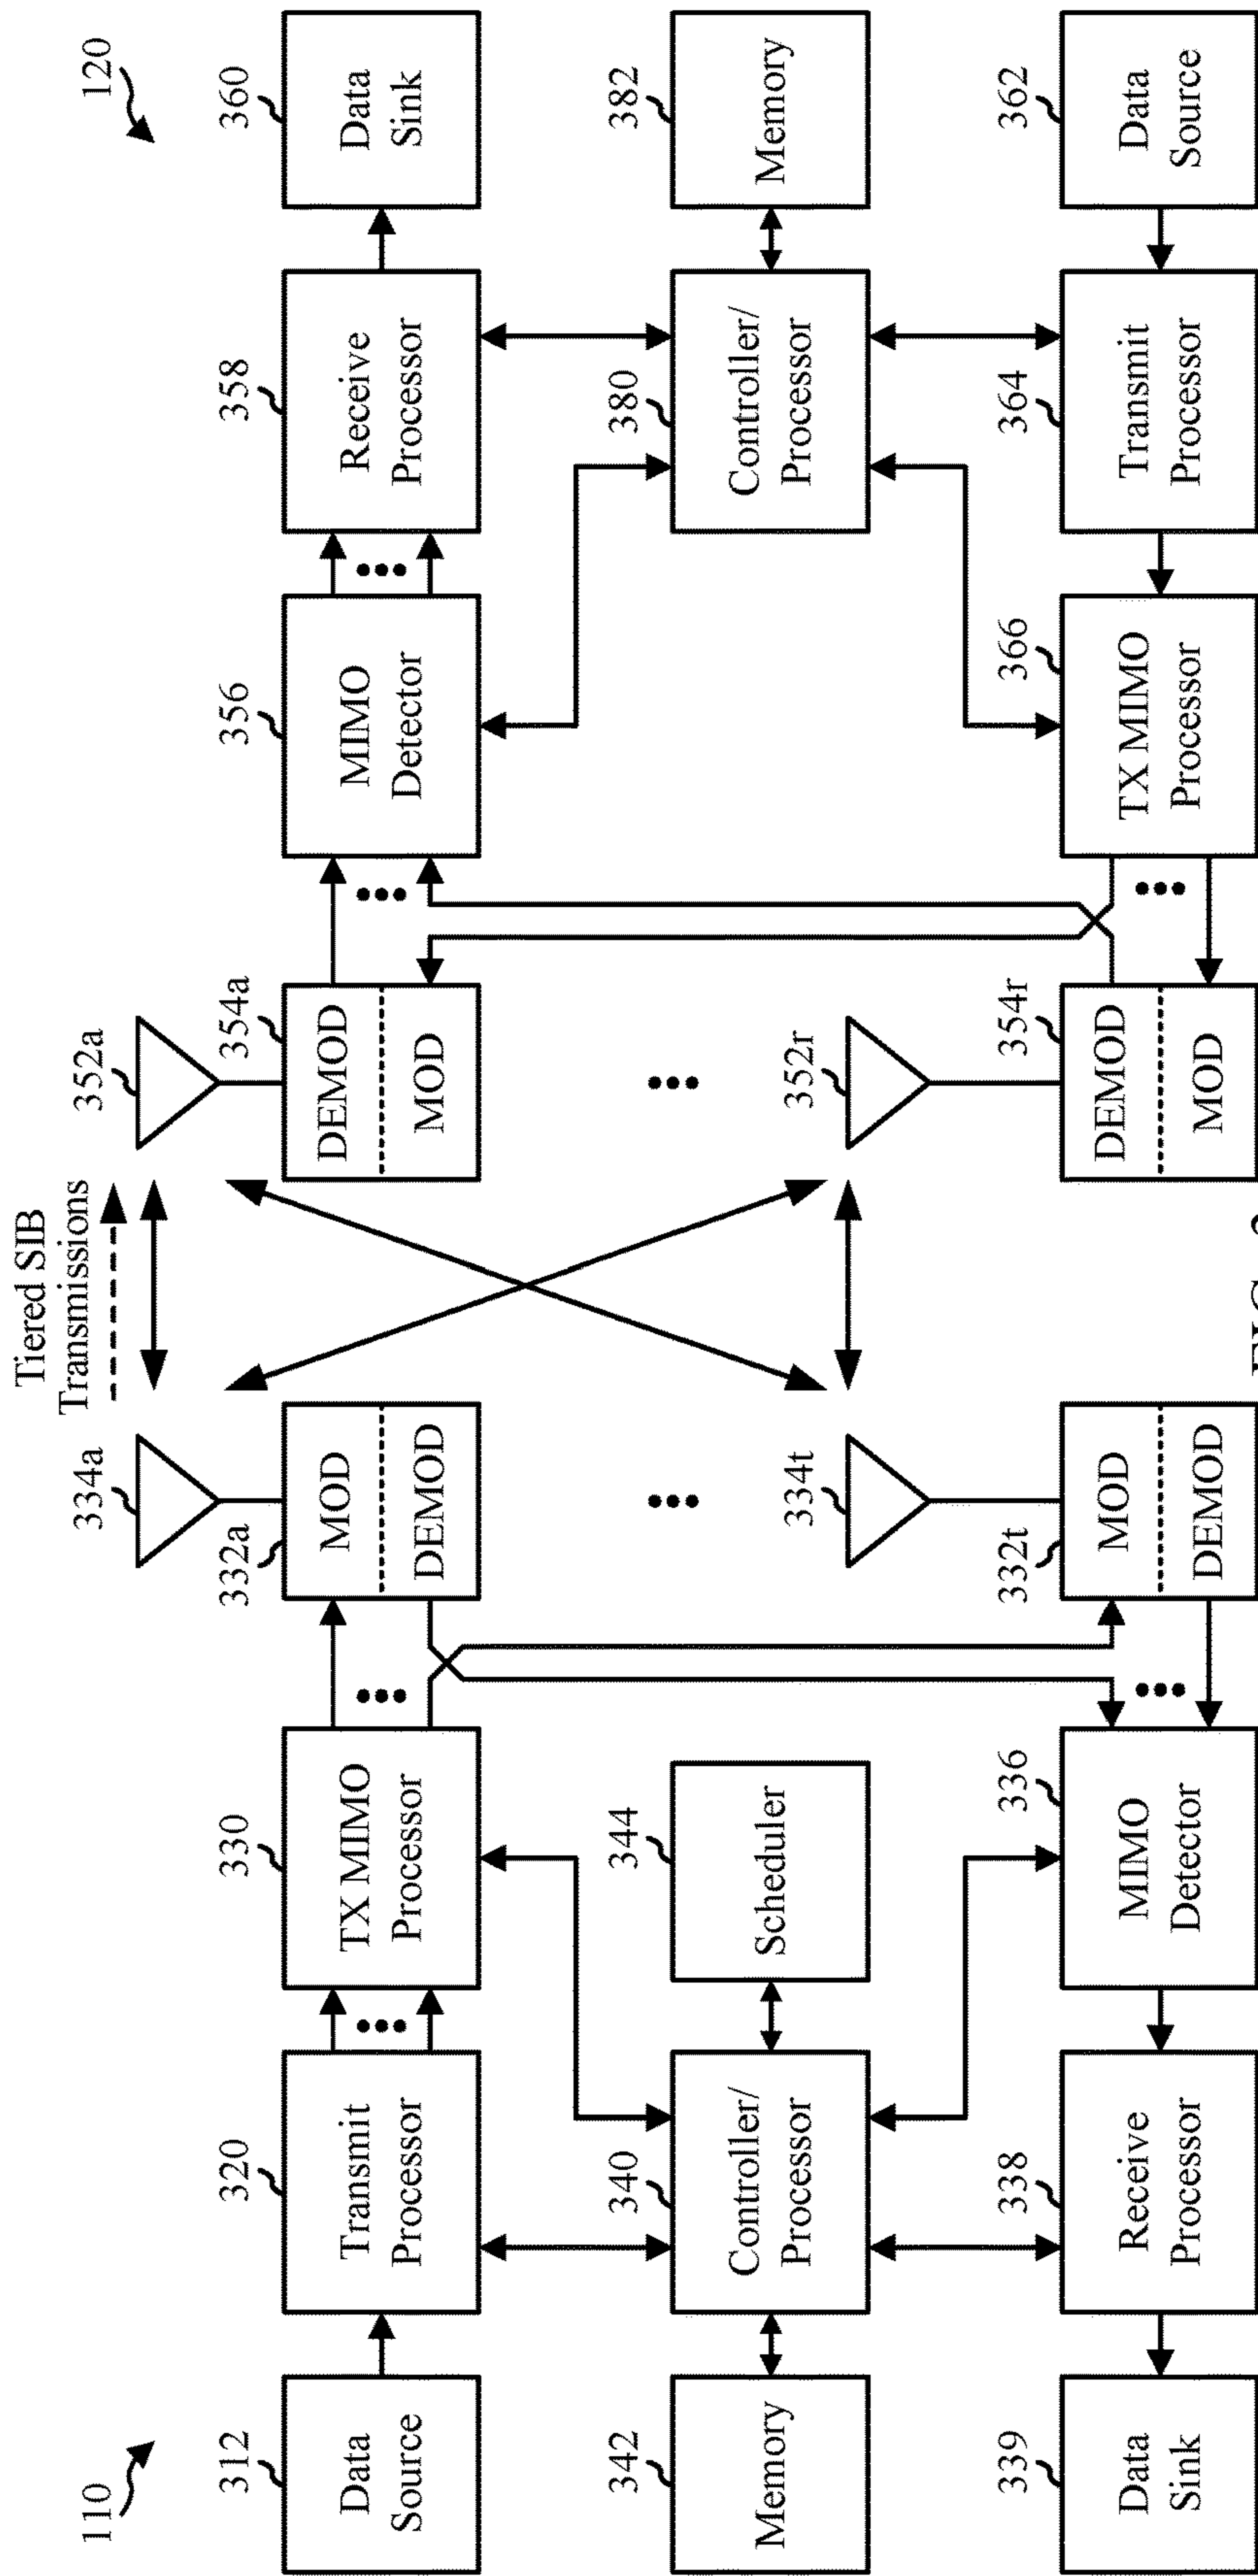 110
Tiered SIB
Transmissions
120
312
Data
Source
320
Transmit
Processor
330
TX MIMO
Processor
334a
332a
MOD
DEMOD
352a
354a
DEMOD
MOD
356
MIMO
Detector
358
Receive
Processor
360
Data
Sink
342
Memory
340
Controller/
Processor
344
Scheduler
380
Controller/
Processor
382
Memory
339
Data
Sink
338
Receive
Processor
336
MIMO
Detector
334t
332t
MOD
DEMOD
352r
354r
DEMOD
MOD
366
TX MIMO
Processor
364
Transmit
Processor
362
Data
Source
FIG.